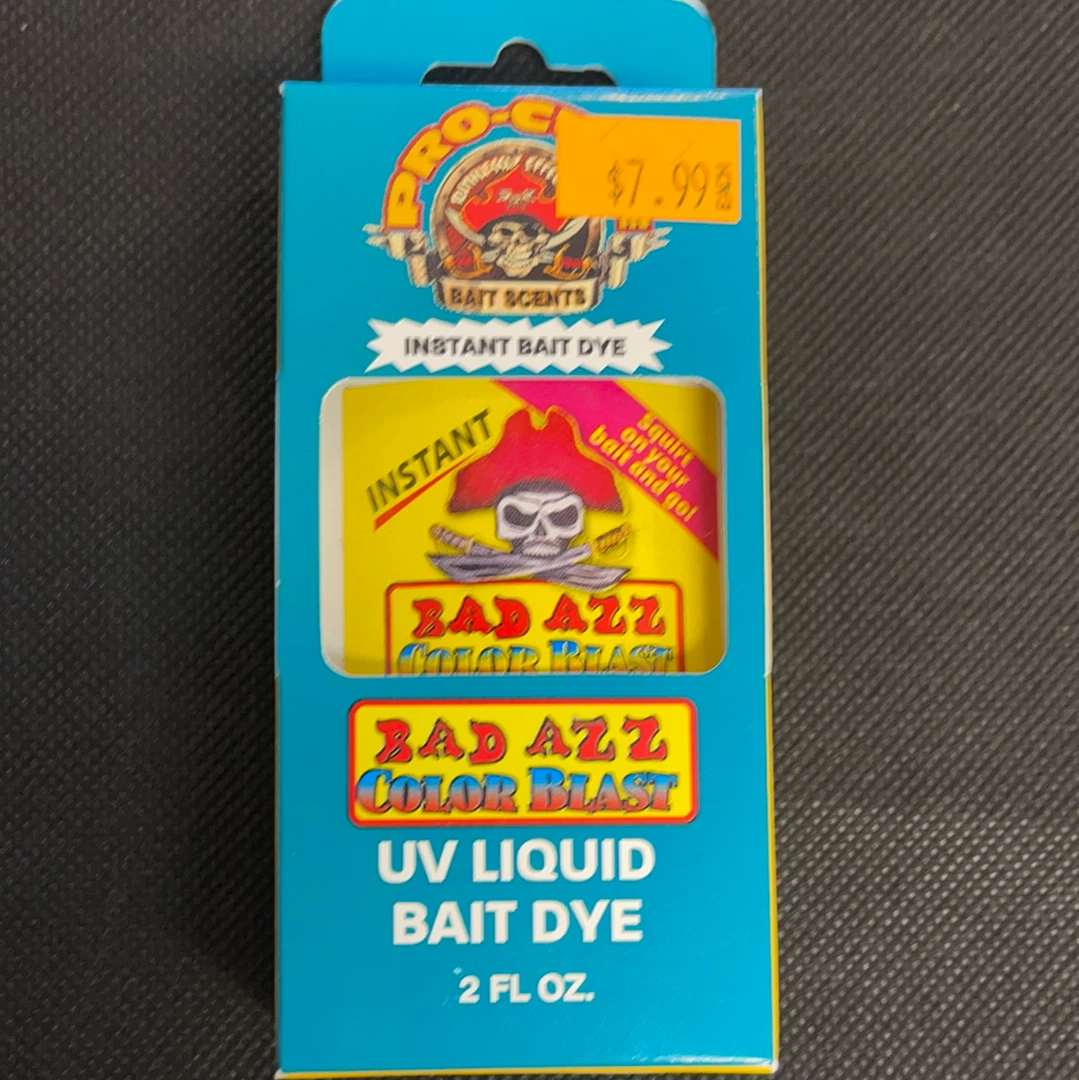 $7.99
BAIT SCENTS
INSTANT BAIT DYE
INSTANT
Squirt
on your
bait and go!
BAD AZZ
COLOR BLAST
BAD AZZ
COLOR BLAST
UV LIQUID
BAIT DYE
2 FL OZ.